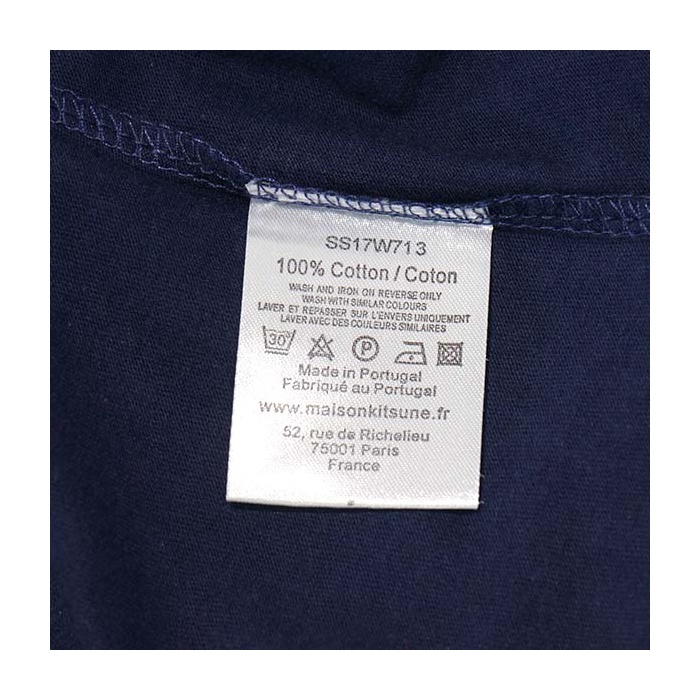 SS17W713
100% Cotton / Coton
WASH AND IRON ON REVERSE ONLY
WASH WITH SIMILAR COLOURS
LAVER ET REPASSER SUR L'ENVERS UNIQUEMENT
LAVER AVEC DES COULEURS SIMILAIRES
30° P
Made in Portugal
Fabriqué au Portugal
www.maisonkitsune.fr
52, rue de Richelieu
75001 Paris
France